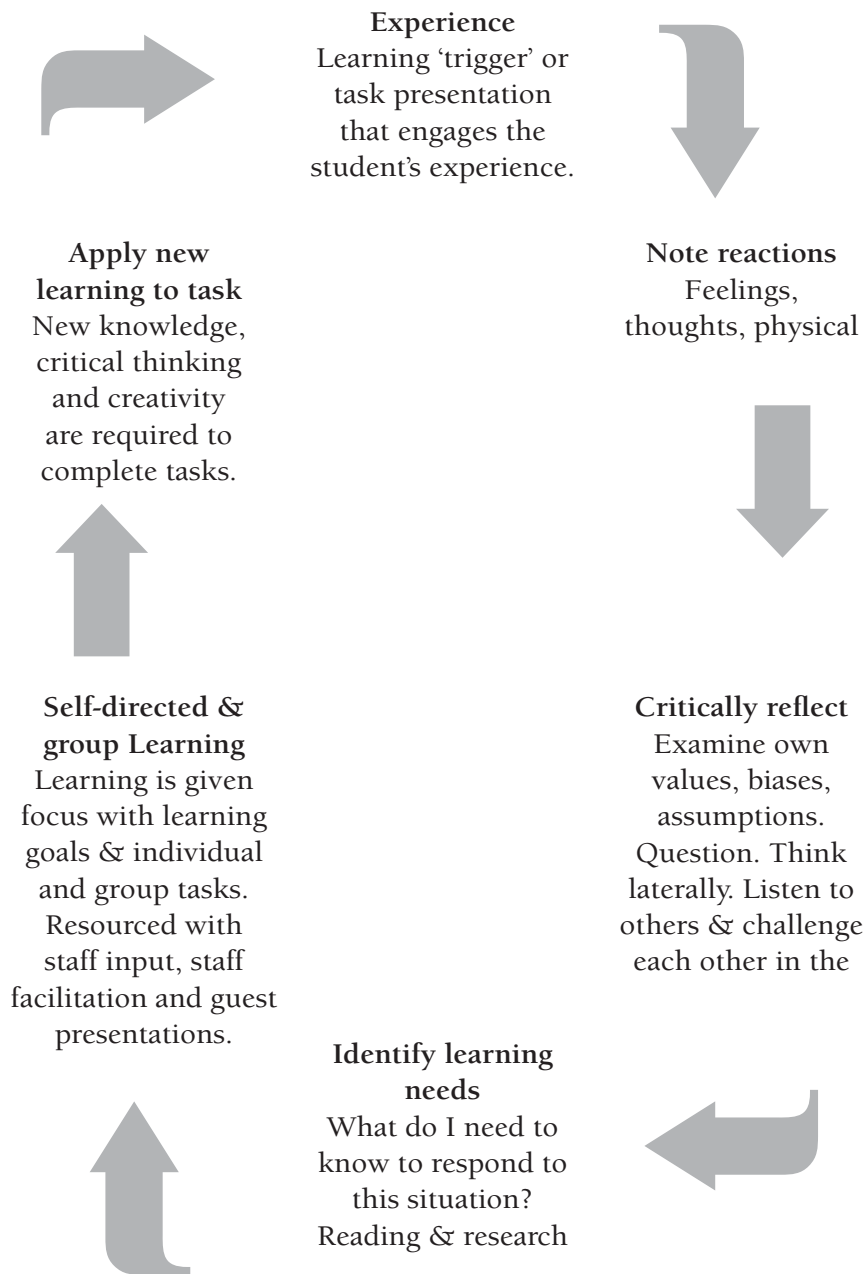 Experience
Learning ‘trigger’ or
task presentation
that engages the
student’s experience.
Note reactions
Feelings,
thoughts, physical
Critically reflect
Examine own
values, biases,
assumptions.
Question. Think
laterally. Listen to
others & challenge
each other in the
Identify learning
needs
What do I need to
know to respond to
this situation?
Reading & research
Self-directed &
group Learning
Learning is given
focus with learning
goals & individual
and group tasks.
Resourced with
staff input, staff
facilitation and guest
presentations.
Apply new
learning to task
New knowledge,
critical thinking
and creativity
are required to
complete tasks.